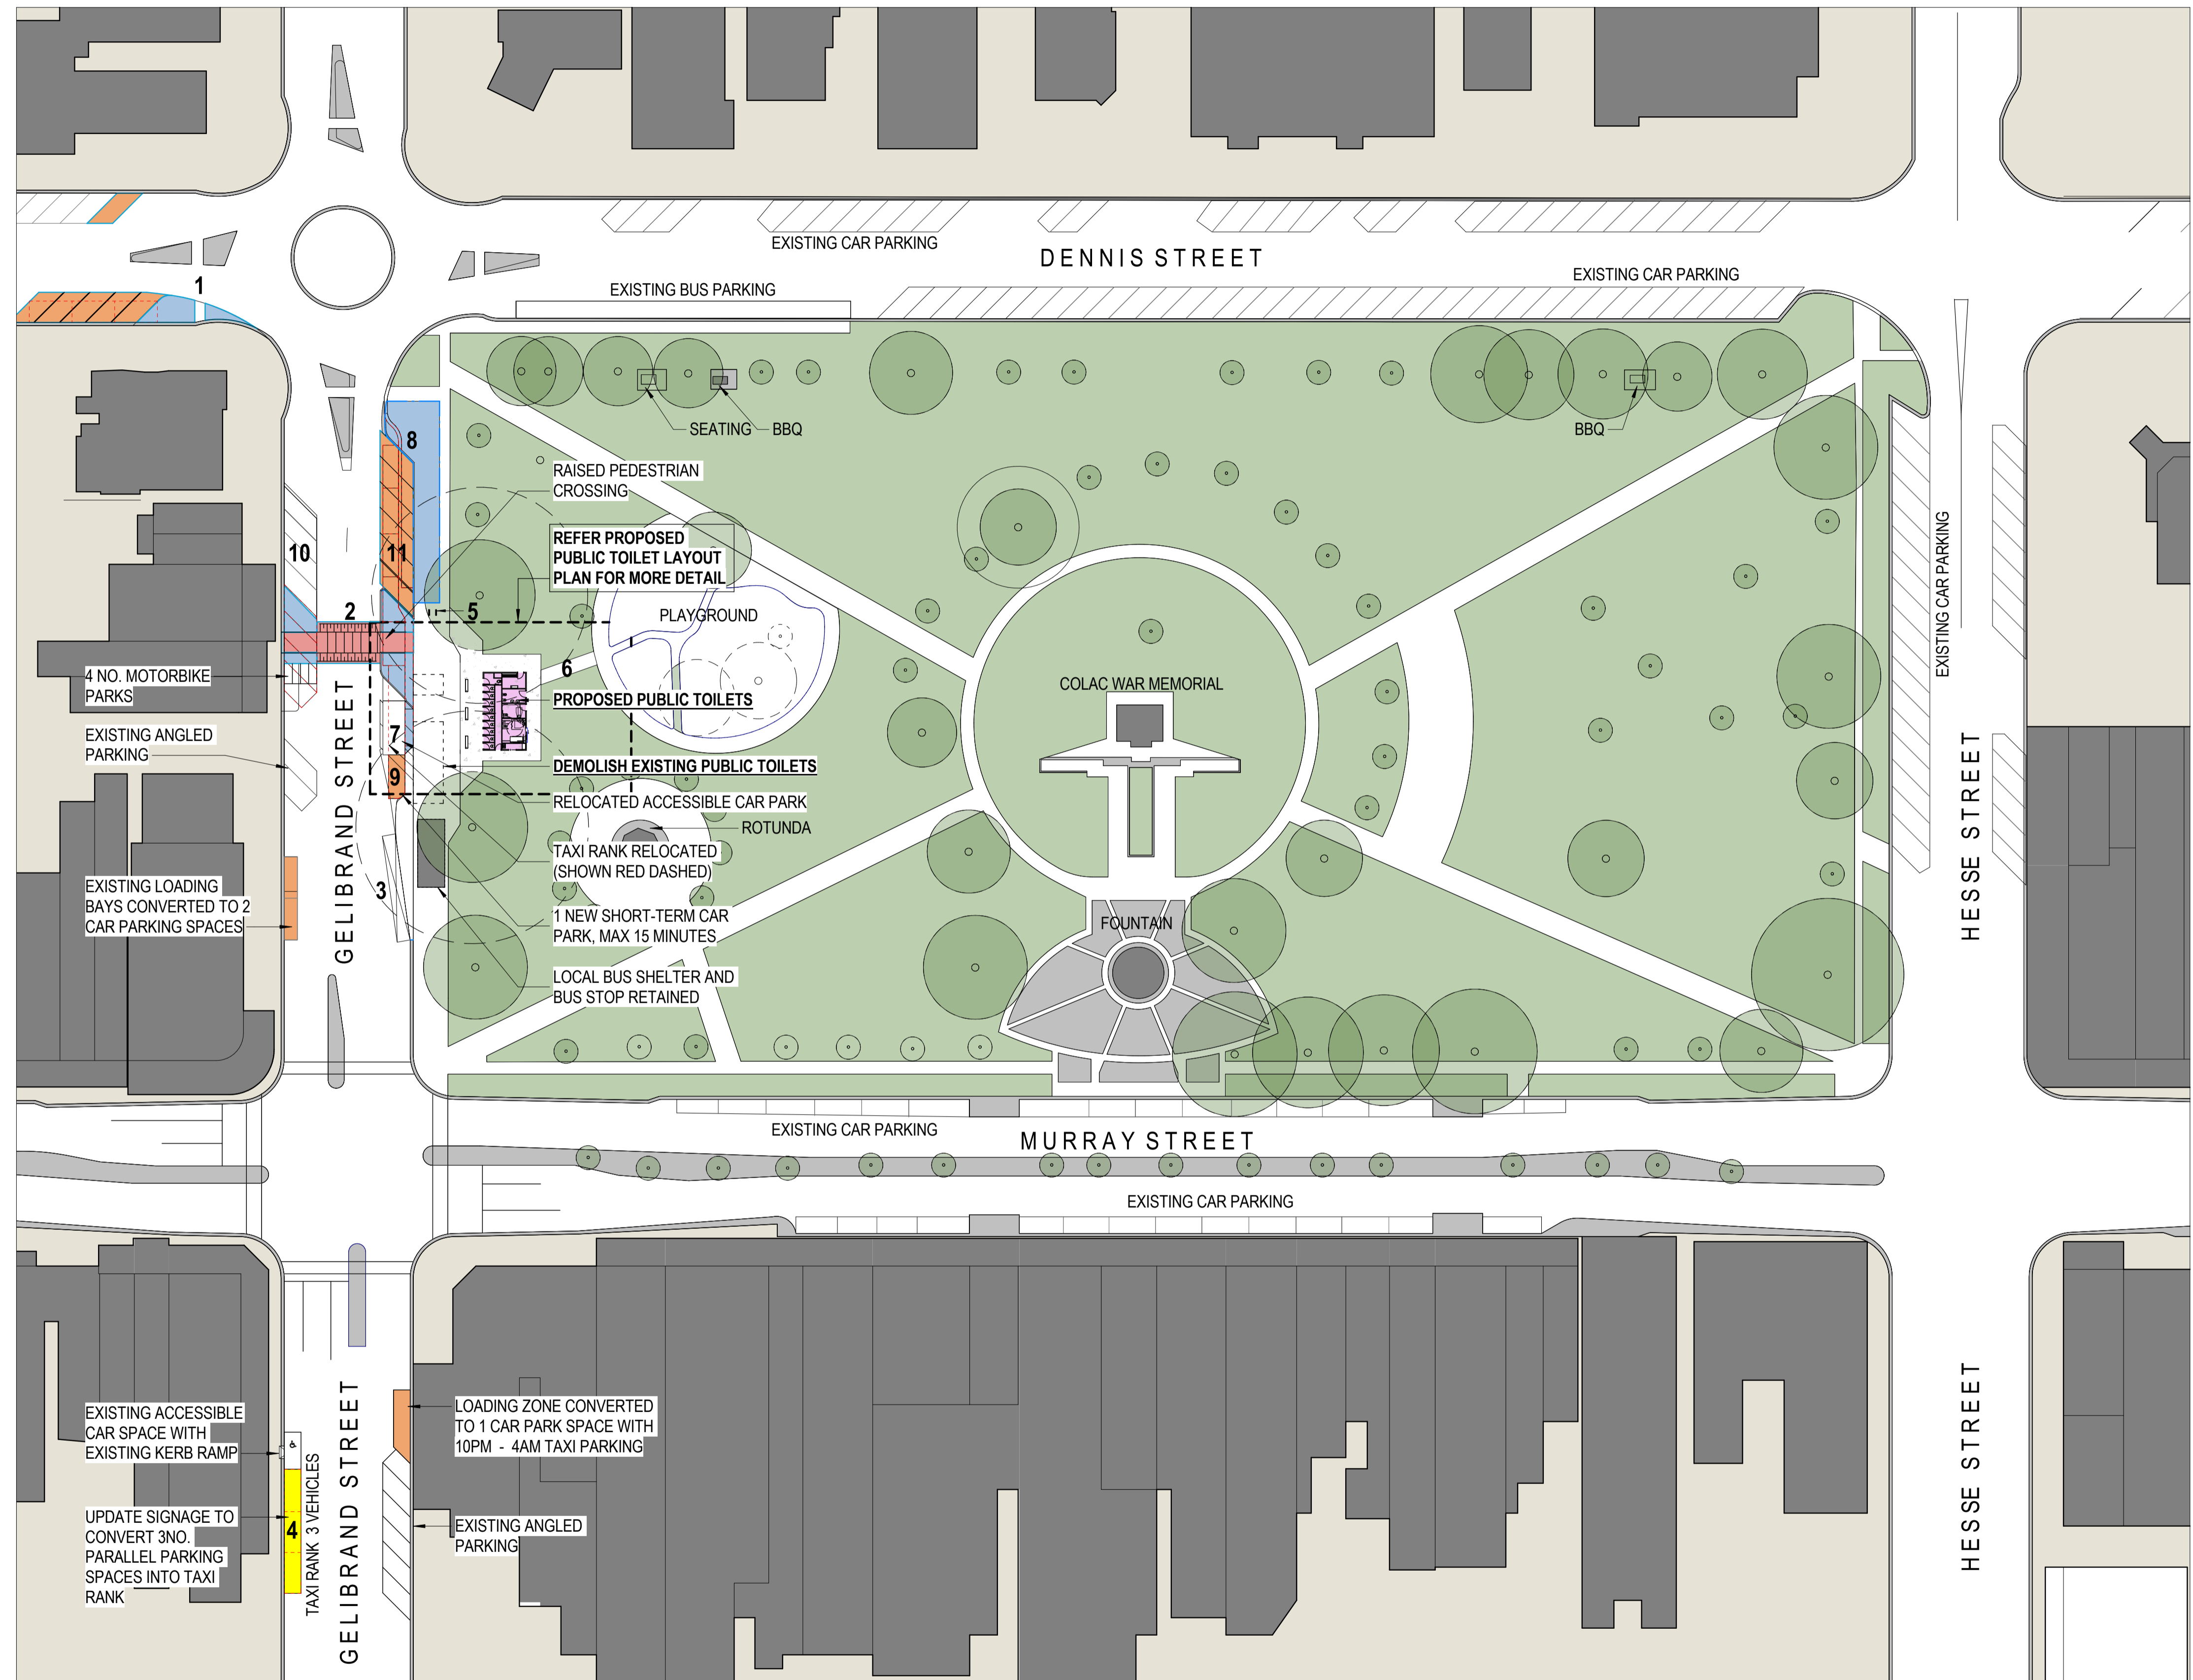 EXISTING CAR PARKING
DENNIS STREET
EXISTING CAR PARKING
1
EXISTING BUS PARKING
8
SEATING
BBQ
BBQ
RAISED PEDESTRIAN
CROSSING
10
11
REFER PROPOSED
PUBLIC TOILET LAYOUT
PLAN FOR MORE DETAIL
EXISTING CAR PARKING
2
5
PLAYGROUND
6
4 NO. MOTORBIKE
PARKS
COLAC WAR MEMORIAL
PROPOSED PUBLIC TOILETS
EXISTING ANGLED
PARKING
7
9
DEMOLISH EXISTING PUBLIC TOILETS
RELOCATED ACCESSIBLE CAR PARK
ROTUNDA
GELIBRAND STREET
HESSE STREET
TAXI RANK RELOCATED
(SHOWN RED DASHED)
3
EXISTING LOADING
BAYS CONVERTED TO 2
CAR PARKING SPACES
1 NEW SHORT-TERM CAR
PARK, MAX 15 MINUTES
FOUNTAIN
LOCAL BUS SHELTER AND
BUS STOP RETAINED
EXISTING CAR PARKING
MURRAY STREET
EXISTING CAR PARKING
EXISTING ACCESSIBLE
CAR SPACE WITH
EXISTING KERB RAMP
LOADING ZONE CONVERTED
TO 1 CAR PARK SPACE WITH
10PM - 4AM TAXI PARKING
UPDATE SIGNAGE TO
CONVERT 3NO.
PARALLEL PARKING
SPACES INTO TAXI
RANK
4
TAXI RANK 3 VEHICLES
GELIBRAND STREET
EXISTING ANGLED
PARKING
HESSE STREET